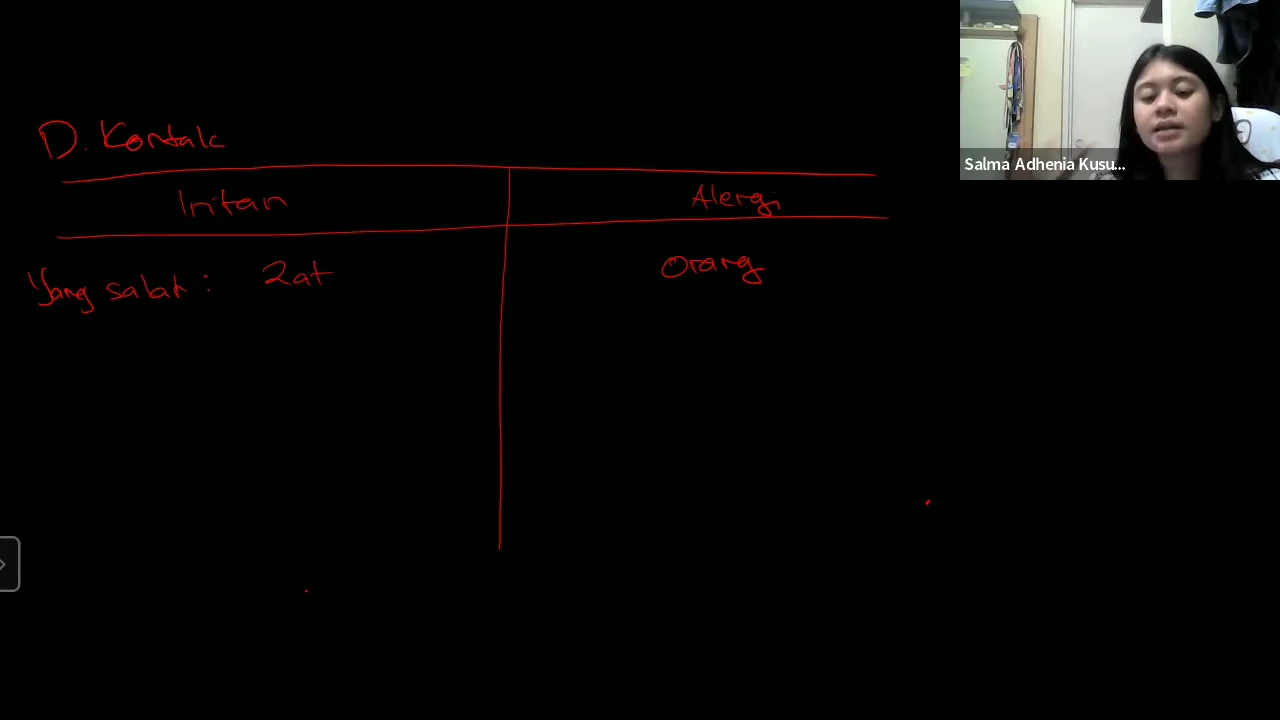 D. Kontak
Iritan
Alergi
Yang salah : Zat
Orang
Salma Adhenia Kusu...